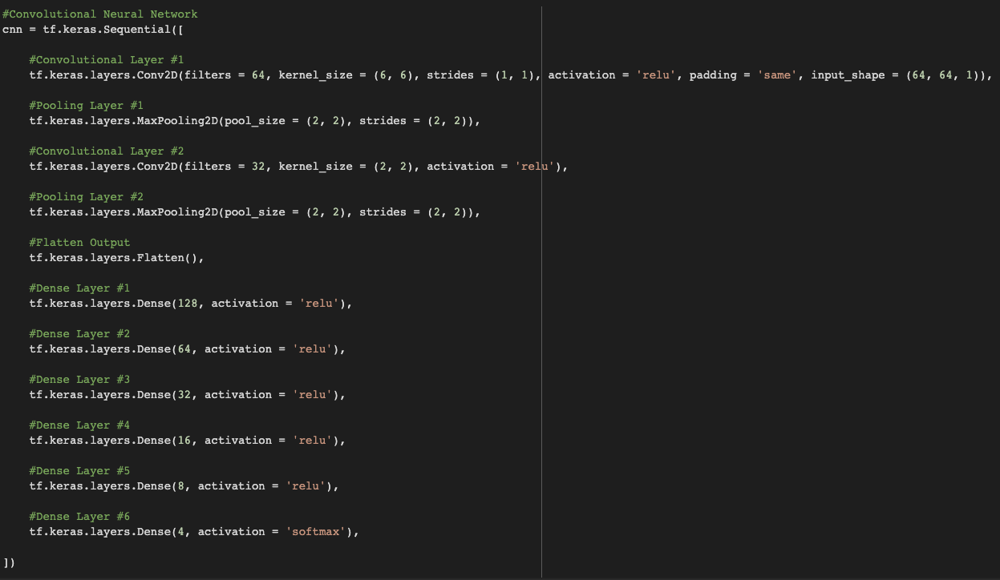 #Convolutional Neural Network
cnn = tf.keras.Sequential([
#Convolutional Layer #1
tf.keras.layers.Conv2D(filters = 64, kernel_size = (6, 6), strides = (1, 1), activation = 'relu', padding = 'same', input_shape = (64, 64, 1)),
#Pooling Layer #1
tf.keras.layers.MaxPooling2D(pool_size = (2, 2), strides = (2, 2)),
#Convolutional Layer #2
tf.keras.layers.Conv2D(filters = 32, kernel_size = (2, 2), activation = 'relu'),
#Pooling Layer #2
tf.keras.layers.MaxPooling2D(pool_size = (2, 2), strides = (2, 2)),
#Flatten Output
tf.keras.layers.Flatten(),
#Dense Layer #1
tf.keras.layers.Dense(128, activation = 'relu'),
#Dense Layer #2
tf.keras.layers.Dense(64, activation = 'relu'),
#Dense Layer #3
tf.keras.layers.Dense(32, activation = 'relu'),
#Dense Layer #4
tf.keras.layers.Dense(16, activation = 'relu'),
#Dense Layer #5
tf.keras.layers.Dense(8, activation = 'relu'),
#Dense Layer #6
tf.keras.layers.Dense(4, activation = 'softmax'),
])